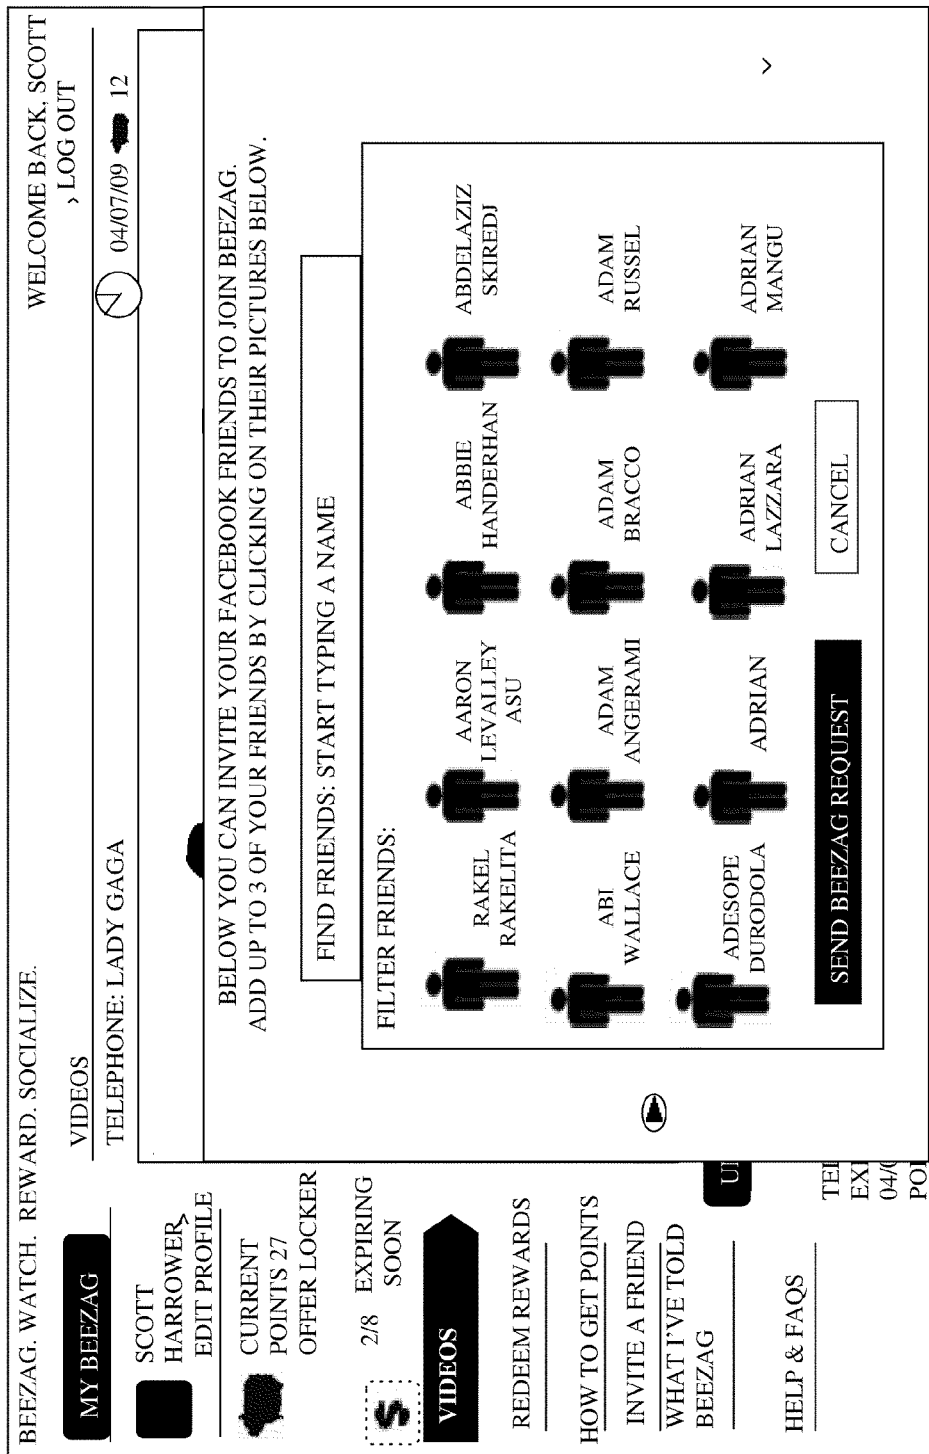 BEEZAG. WATCH. REWARD. SOCIALIZE.
WELCOME BACK, SCOTT
› LOG OUT
MY BEEZAG
VIDEOS
TELEPHONE: LADY GAGA
04/07/09
12
SCOTT
HARROWER›
EDIT PROFILE
CURRENT
POINTS 27
OFFER LOCKER
2/8 EXPIRING
SOON
$
VIDEOS
REDEEM REWARDS
HOW TO GET POINTS
INVITE A FRIEND
WHAT I'VE TOLD
BEEZAG
HELP & FAQS
BELOW YOU CAN INVITE YOUR FACEBOOK FRIENDS TO JOIN BEEZAG.
ADD UP TO 3 OF YOUR FRIENDS BY CLICKING ON THEIR PICTURES BELOW.
FIND FRIENDS: START TYPING A NAME
FILTER FRIENDS:
RAKEL
RAKELITA
AARON
LEVALLEY
ASU
ABBIE
HANDERHAN
ABDELAZIZ
SKIREDJ
ABI
WALLACE
ADAM
ANGERAMI
ADAM
BRACCO
ADAM
RUSSEL
ADESOPE
DURODOLA
ADRIAN
ADRIAN
LAZZARA
ADRIAN
MANGU
SEND BEEZAG REQUEST
CANCEL
04/0